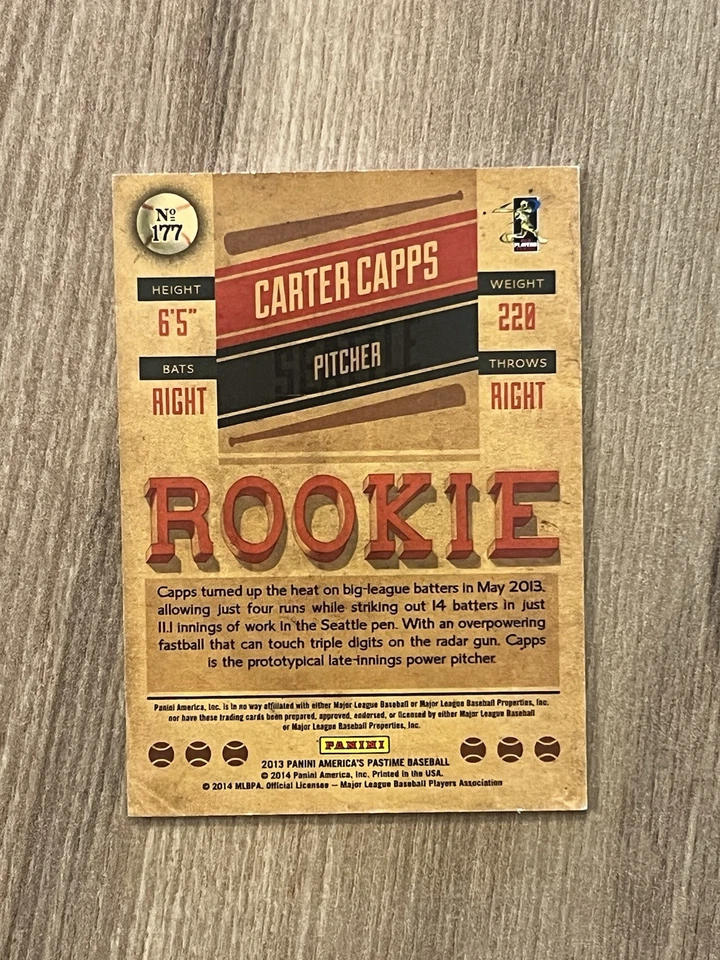 Nº
177
CARTER CAPPS
PITCHER
HEIGHT
6'5"
WEIGHT
220
BATS
RIGHT
THROWS
RIGHT
PLAYERS
ROOKIE
Capps turned up the heat on big-league batters in May 2013,
allowing just four runs while striking out 14 batters in just
11.1 innings of work in the Seattle pen. With an overpowering
fastball that can touch triple digits on the radar gun, Capps
is the prototypical late-innings power pitcher.
Panini America, Inc. is in no way affiliated with either Major League Baseball or Major League Baseball Properties, Inc.
nor have these trading cards been prepared, approved, endorsed, or licensed by either Major League Baseball
or Major League Baseball Properties, Inc.
PANINI
2013 PANINI AMERICA'S PASTIME BASEBALL
© 2014 Panini America, Inc. Printed in the USA.
© 2014 MLBPA. Official Licensee – Major League Baseball Players Association